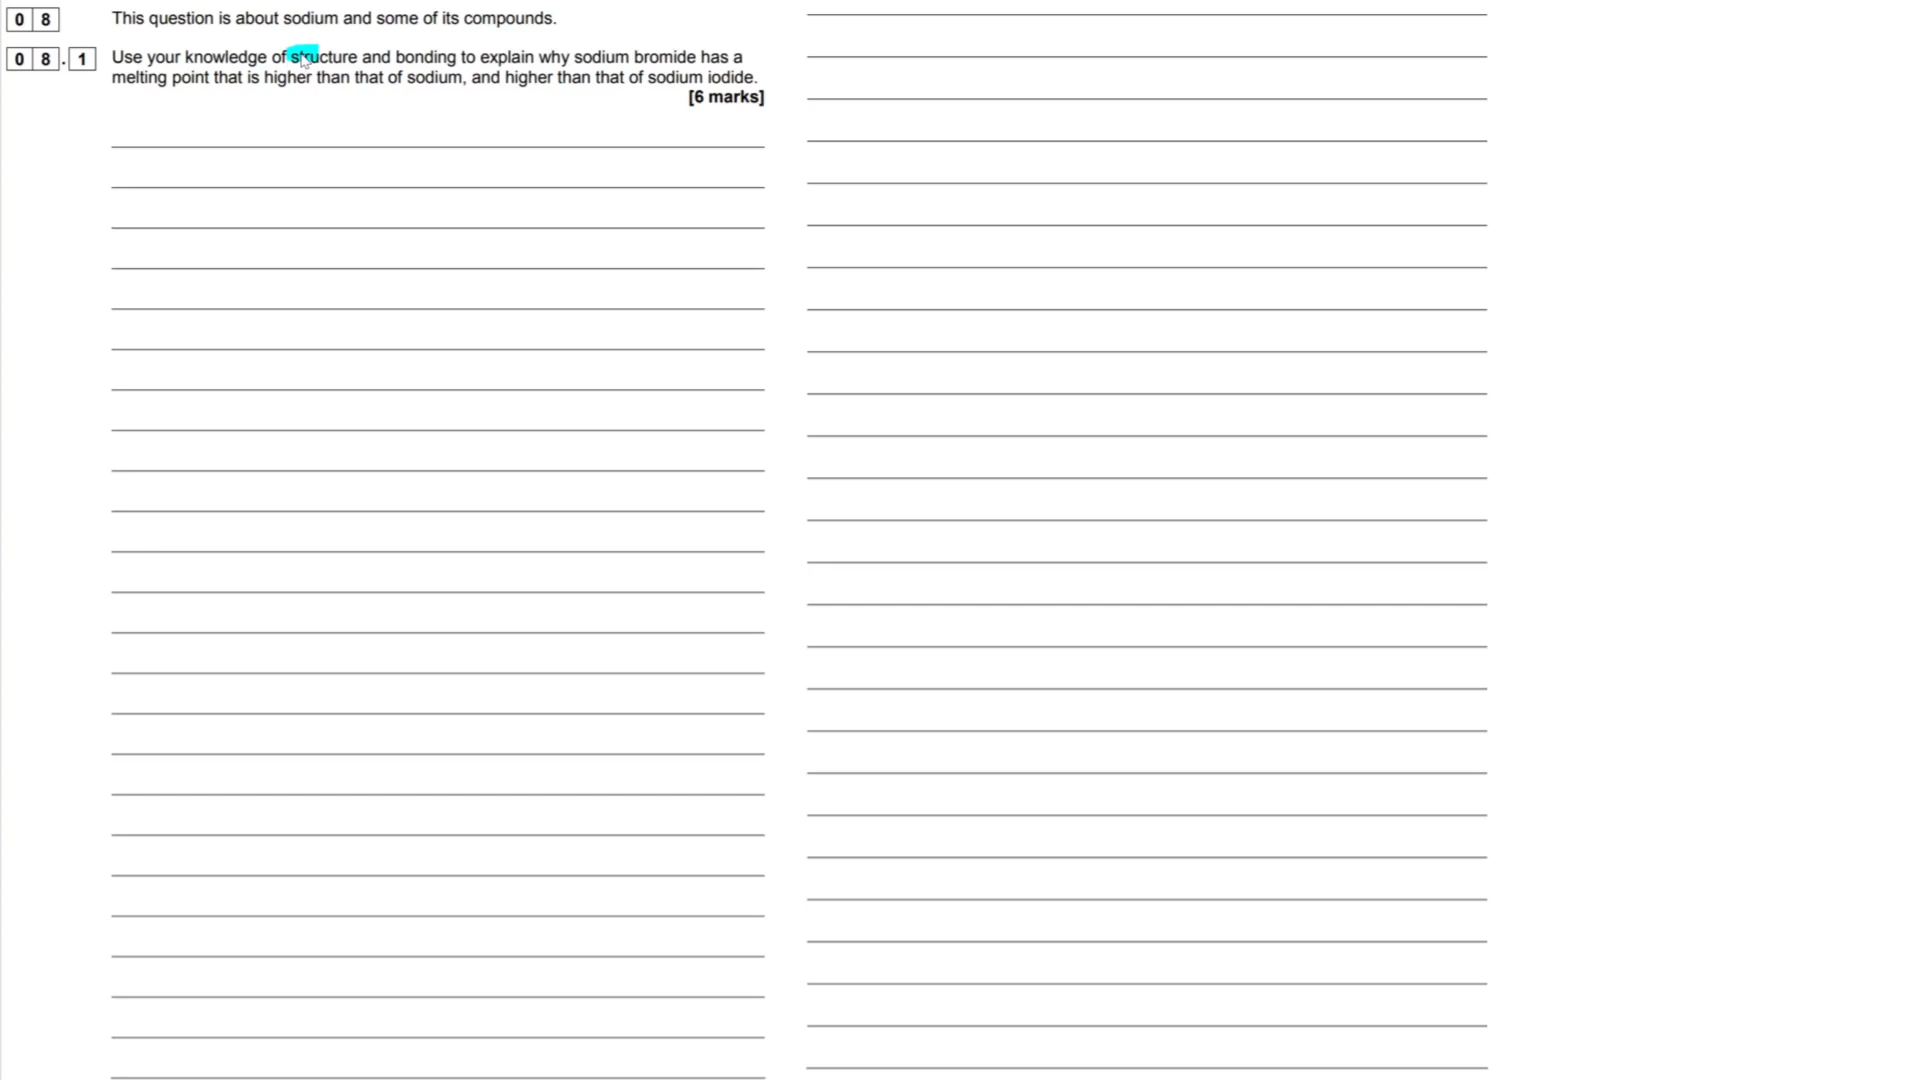 0 8 This question is about sodium and some of its compounds.
0 8 . 1 Use your knowledge of structure and bonding to explain why sodium bromide has a
melting point that is higher than that of sodium, and higher than that of sodium iodide.
[6 marks]